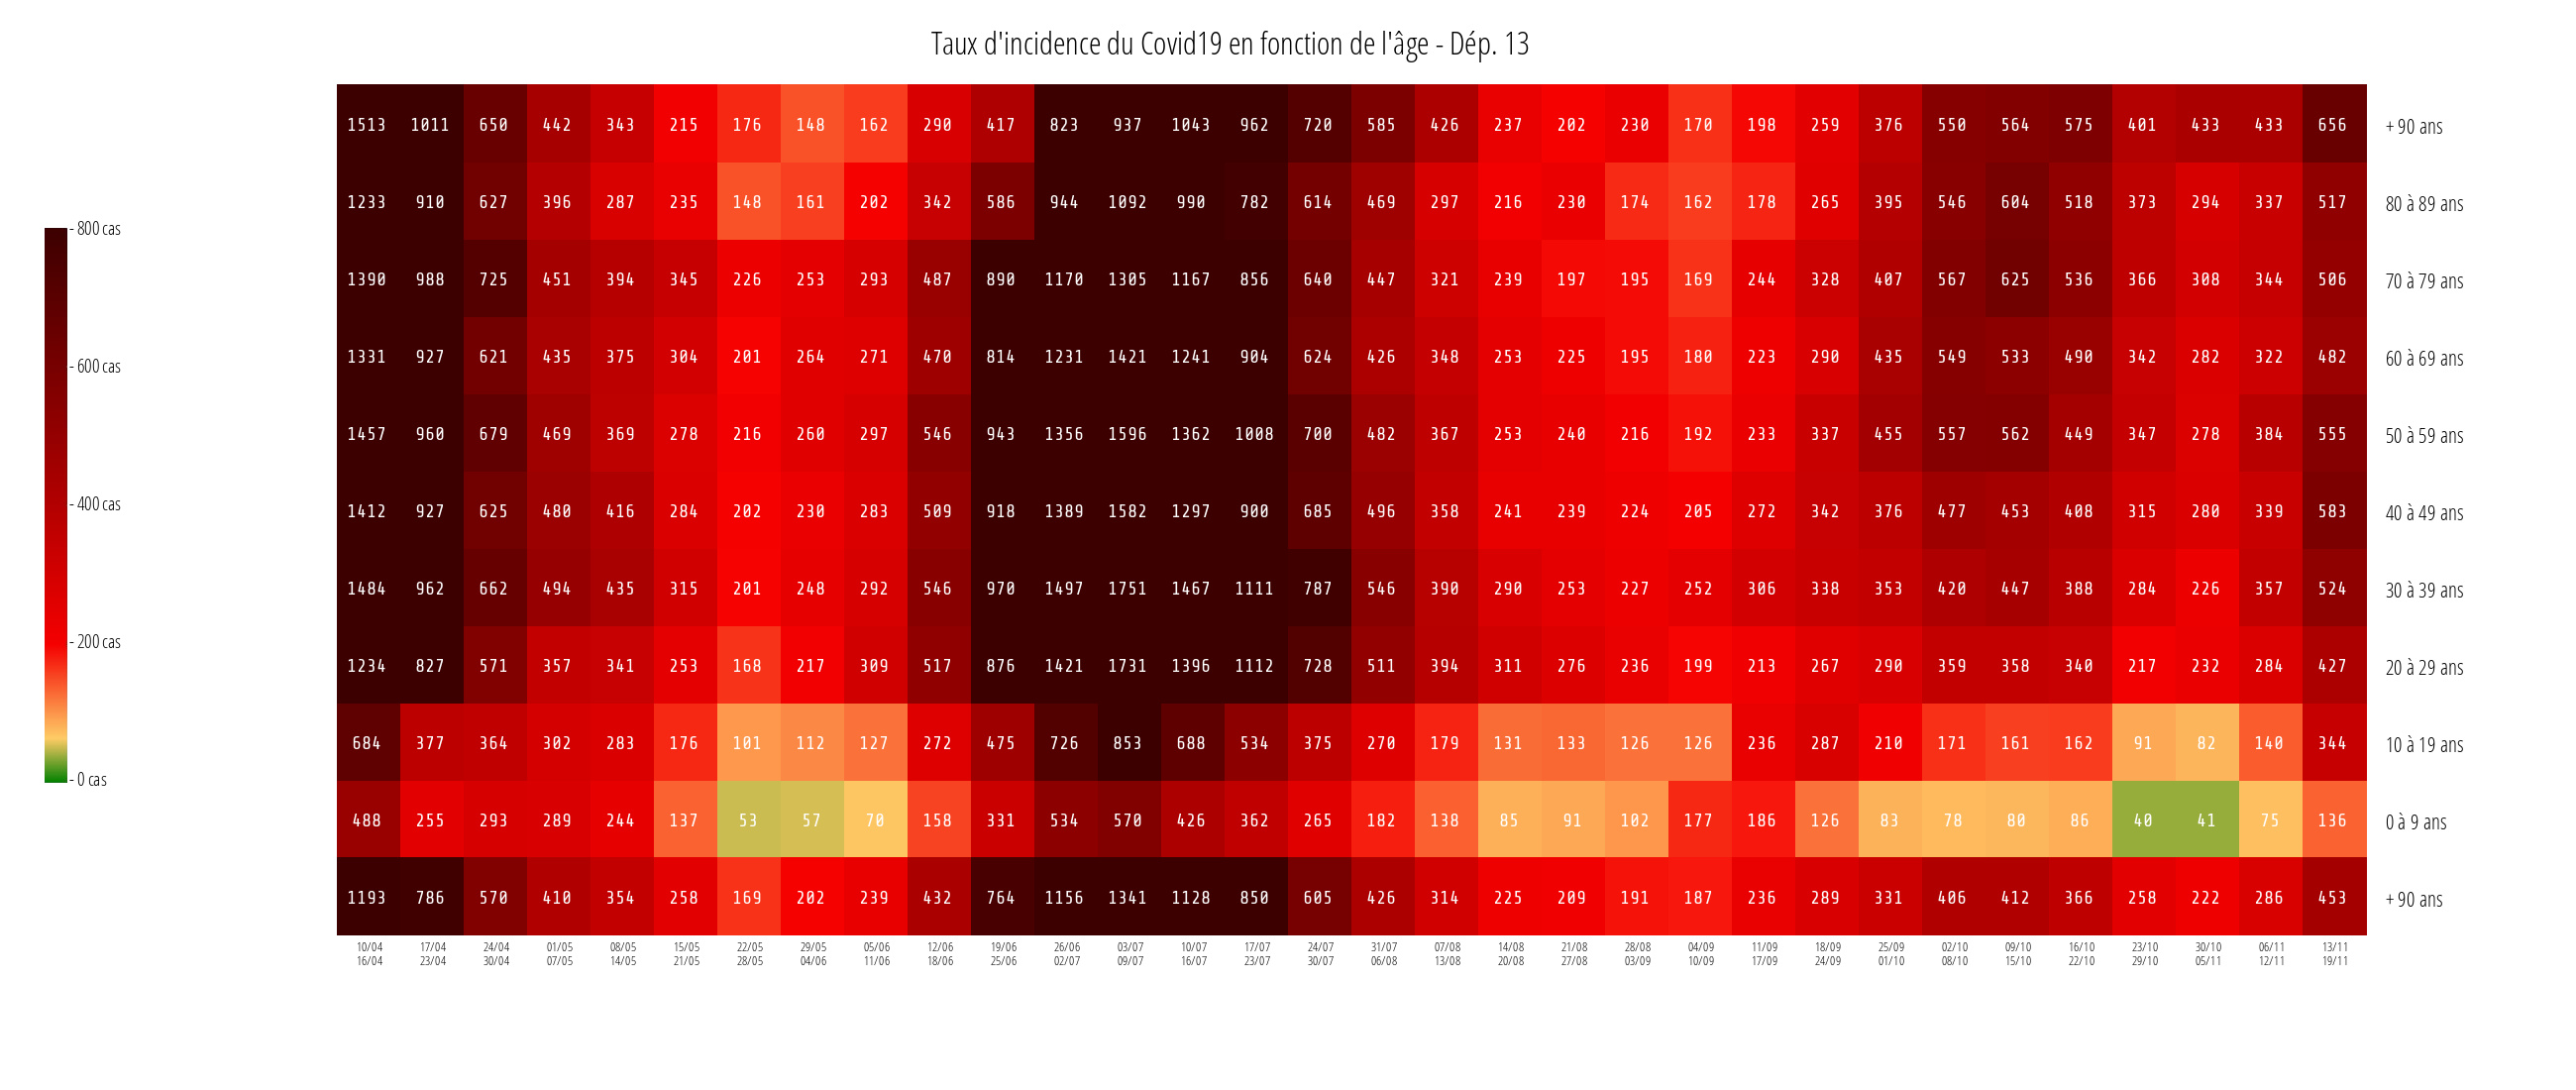 Taux d'incidence du Covid19 en fonction de l'âge - Dép. 13
1513 1011 650 442 343 215 176 148 162 290 417 823 937 1043 962 720 585 426 237 202 230 170 198 259 376 550 564 575 401 433 433 656 + 90 ans
1233 910 627 396 287 235 148 161 202 342 586 944 1092 990 782 614 469 297 216 230 174 162 178 265 395 546 604 518 373 294 337 517 80 à 89 ans
- 800 cas
1390 988 725 451 394 345 226 253 293 487 890 1170 1305 1167 856 640 447 321 239 197 195 169 244 328 407 567 625 536 366 308 344 506 70 à 79 ans
1331 927 621 435 375 304 201 264 271 470 814 1231 1421 1241 904 624 426 348 253 225 195 180 223 290 435 549 533 490 342 282 322 482 60 à 69 ans
- 600 cas
1457 960 679 469 369 278 216 260 297 546 943 1356 1596 1362 1008 700 482 367 253 240 216 192 233 337 455 557 562 449 347 278 384 555 50 à 59 ans
- 400 cas
1412 927 625 480 416 284 202 230 283 509 918 1389 1582 1297 900 685 496 358 241 239 224 205 272 342 376 477 453 408 315 280 339 583 40 à 49 ans
1484 962 662 494 435 315 201 248 292 546 970 1497 1751 1467 1111 787 546 390 290 253 227 252 306 338 353 420 447 388 284 226 357 524 30 à 39 ans
- 200 cas
1234 827 571 357 341 253 168 217 309 517 876 1421 1731 1396 1112 728 511 394 311 276 236 199 213 267 290 359 358 340 217 232 284 427 20 à 29 ans
684 377 364 302 283 176 101 112 127 272 475 726 853 688 534 375 270 179 131 133 126 126 236 287 210 171 161 162 91 82 140 344 10 à 19 ans
- 0 cas
488 255 293 289 244 137 53 57 70 158 331 534 570 426 362 265 182 138 85 91 102 177 186 126 83 78 80 86 40 41 75 136 0 à 9 ans
1193 786 570 410 354 258 169 202 239 432 764 1156 1341 1128 850 605 426 314 225 209 191 187 236 289 331 406 412 366 258 222 286 453 + 90 ans
10/04 17/04 24/04 01/05 08/05 15/05 22/05 29/05 05/06 12/06 19/06 26/06 03/07 10/07 17/07 24/07 31/07 07/08 14/08 21/08 28/08 04/09 11/09 18/09 25/09 02/10 09/10 16/10 23/10 30/10 06/11 13/11
16/04 23/04 30/04 07/05 14/05 21/05 28/05 04/06 11/06 18/06 25/06 02/07 09/07 16/07 23/07 30/07 06/08 13/08 20/08 27/08 03/09 10/09 17/09 24/09 01/10 08/10 15/10 22/10 29/10 05/11 12/11 19/11